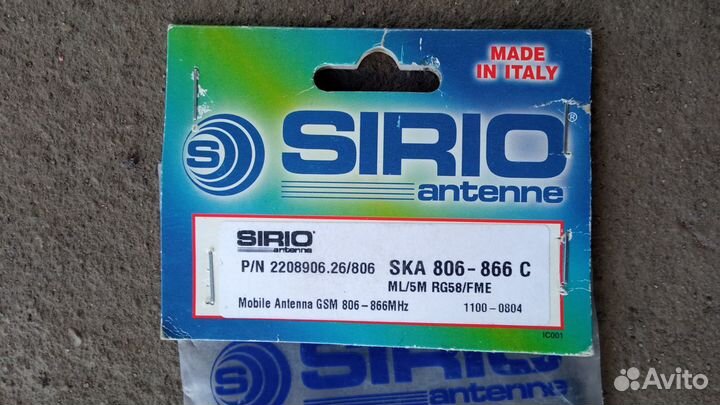 MADE
IN ITALY
S
SIRIO®
antenne
SIRIO®
antenne
P/N 2208906.26/806 SKA 806-866 C
ML/5M RG58/FME
Mobile Antenna GSM 806-866MHz 1100-0804
IC001
S
SIRIO
antenne
Avito